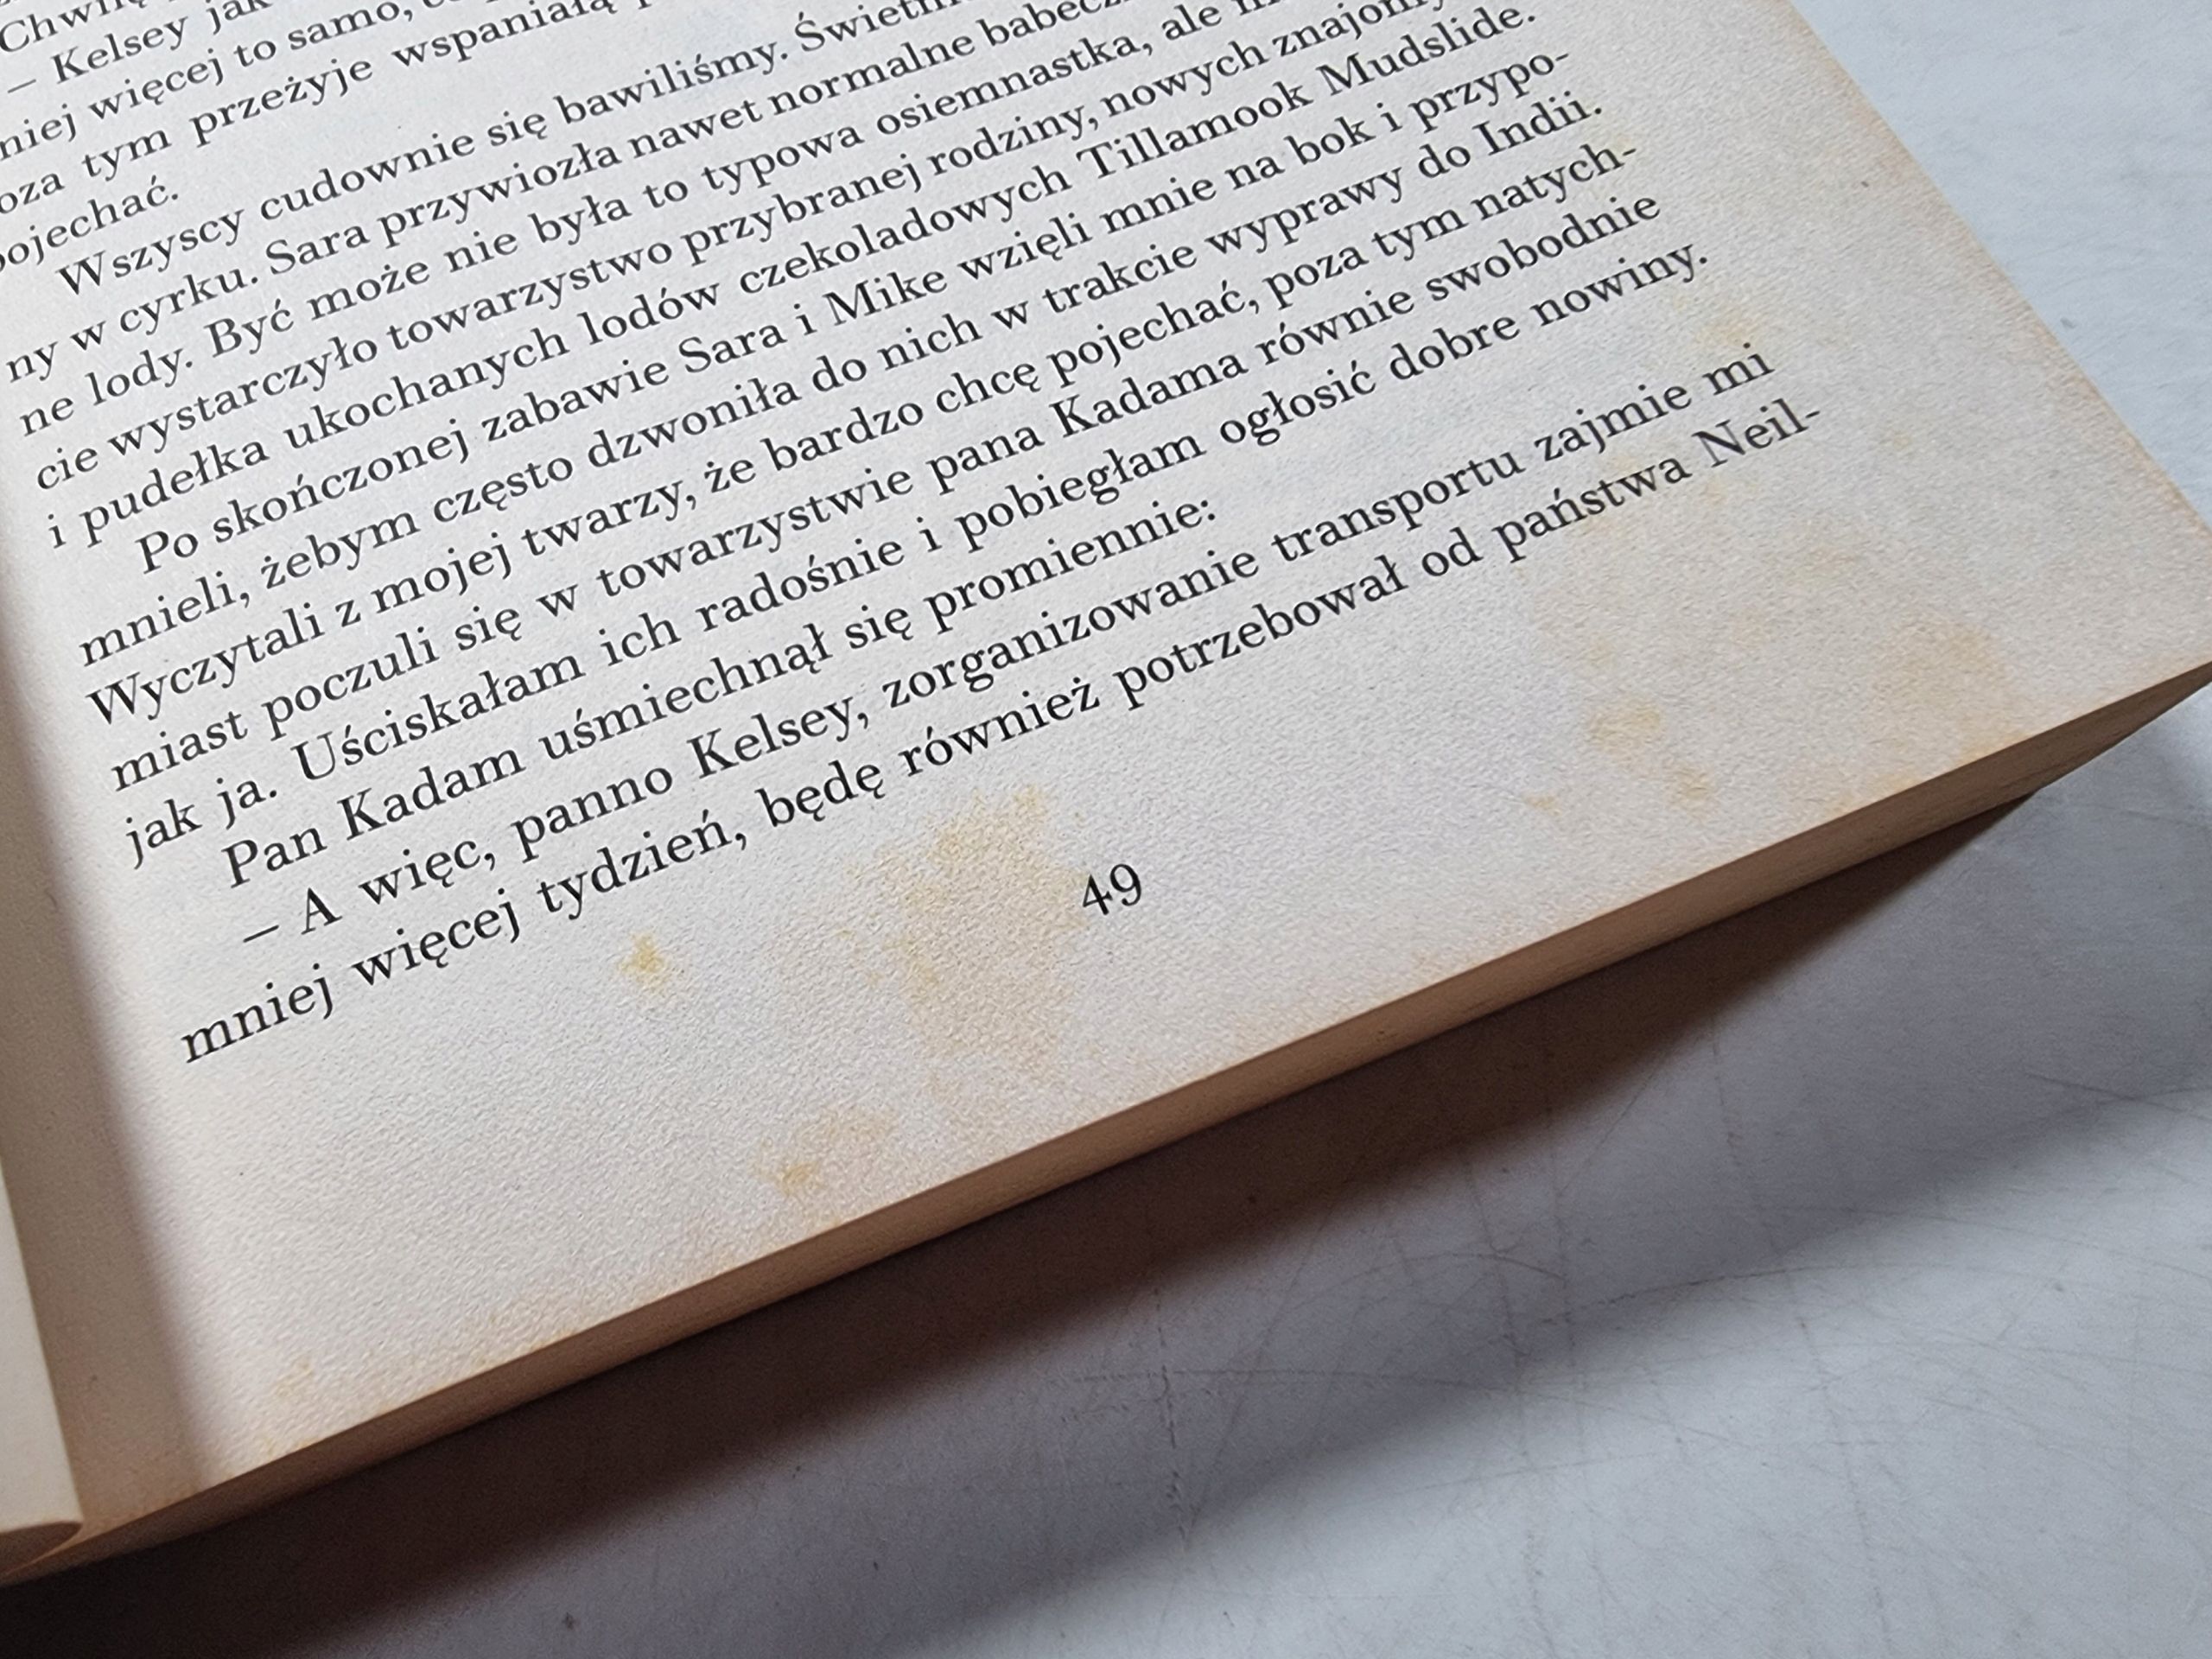 Chwilę
– Kelsey jak
niej więcej to samo,
oza tym przeżyje wspaniałą
pojechać.
Wszyscy cudownie się bawiliśmy.
ny w cyrku. Sara przywiozła nawet normalne
ne lody. Być może nie była to typowa osiemnastka, ale
cie wystarczyło towarzystwo przybranej rodziny, nowych
i pudełka ukochanych lodów czekoladowych Tillamook Mudslide.
Po skończonej zabawie Sara i Mike wzięli mnie na bok i przypo-
mnieli, żebym często dzwoniła do nich w trakcie wyprawy do Indii.
Wyczytali z mojej twarzy, że bardzo chcę pojechać, poza tym natych-
miast poczuli się w towarzystwie pana Kadama równie swobodnie
jak ja. Uściskałam ich radośnie i pobiegłam ogłosić dobre nowiny.
Pan Kadam uśmiechnął się promiennie:
– A więc, panno Kelsey, zorganizowanie transportu zajmie mi
mniej więcej tydzień, będę również potrzebował od państwa Neil-
49